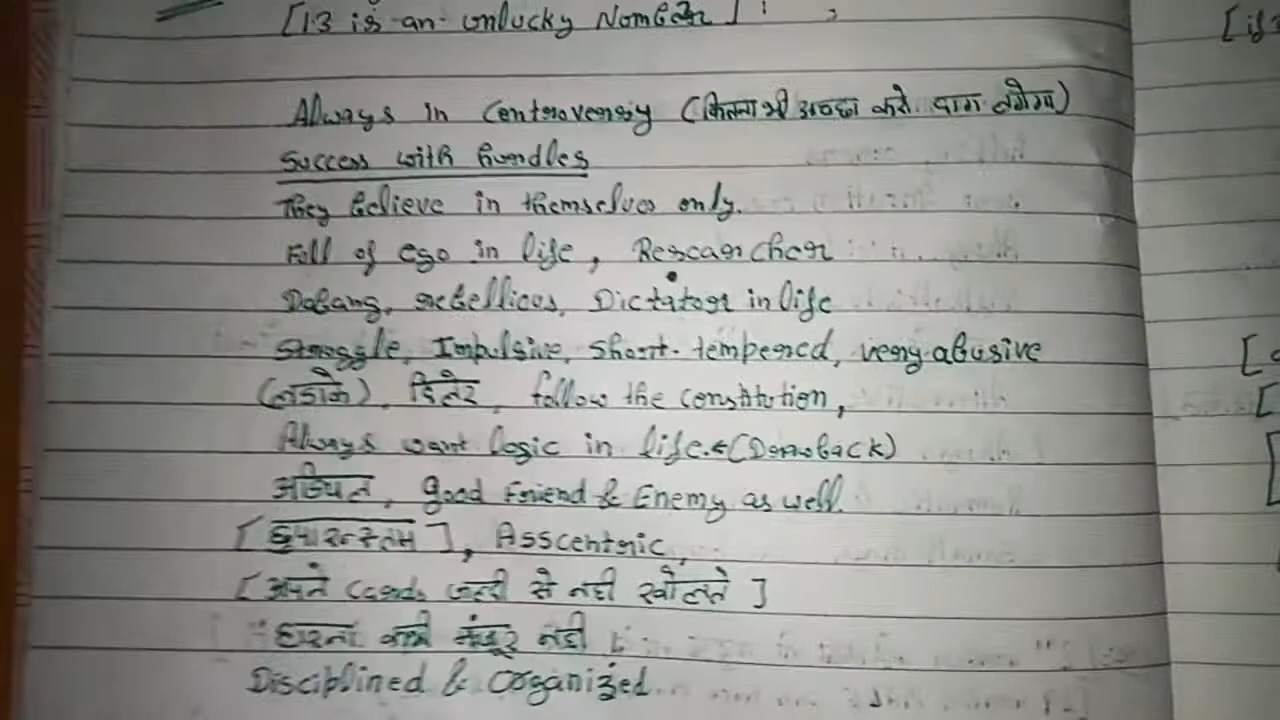 [13 is an unlucky Number] :
Always in Controversy (कितना भी अच्छा करो दाग लगेगा)
Success with hundles
They believe in themselves only.
Full of ego in life, Researcher
Dabang, rebellious, Dictator in life
Struggle, Impulsive, Short-tempered, very abusive
(लडाके), दिलेर, follow the constitution,
Always want logic in life. (Drawback)
अडियल, good Friend & Enemy as well.
[छुपारुस्तम], Asscentric,
[अपने Cards जल्दी से नही खोलते]
हारना कभी मंजूर नही
Disciplined & Organized
[
[